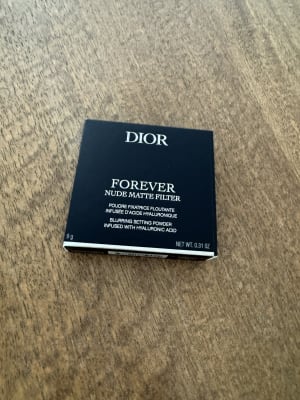 DIOR
FOREVER
NUDE MATTE FILTER
POUDRE FIXATRICE FLOUTANTE
INFUSÉE D'ACIDE HYALURONIQUE
BLURRING SETTING POWDER
INFUSED WITH HYALURONIC ACID
9 g
NET WT. 0.31 OZ